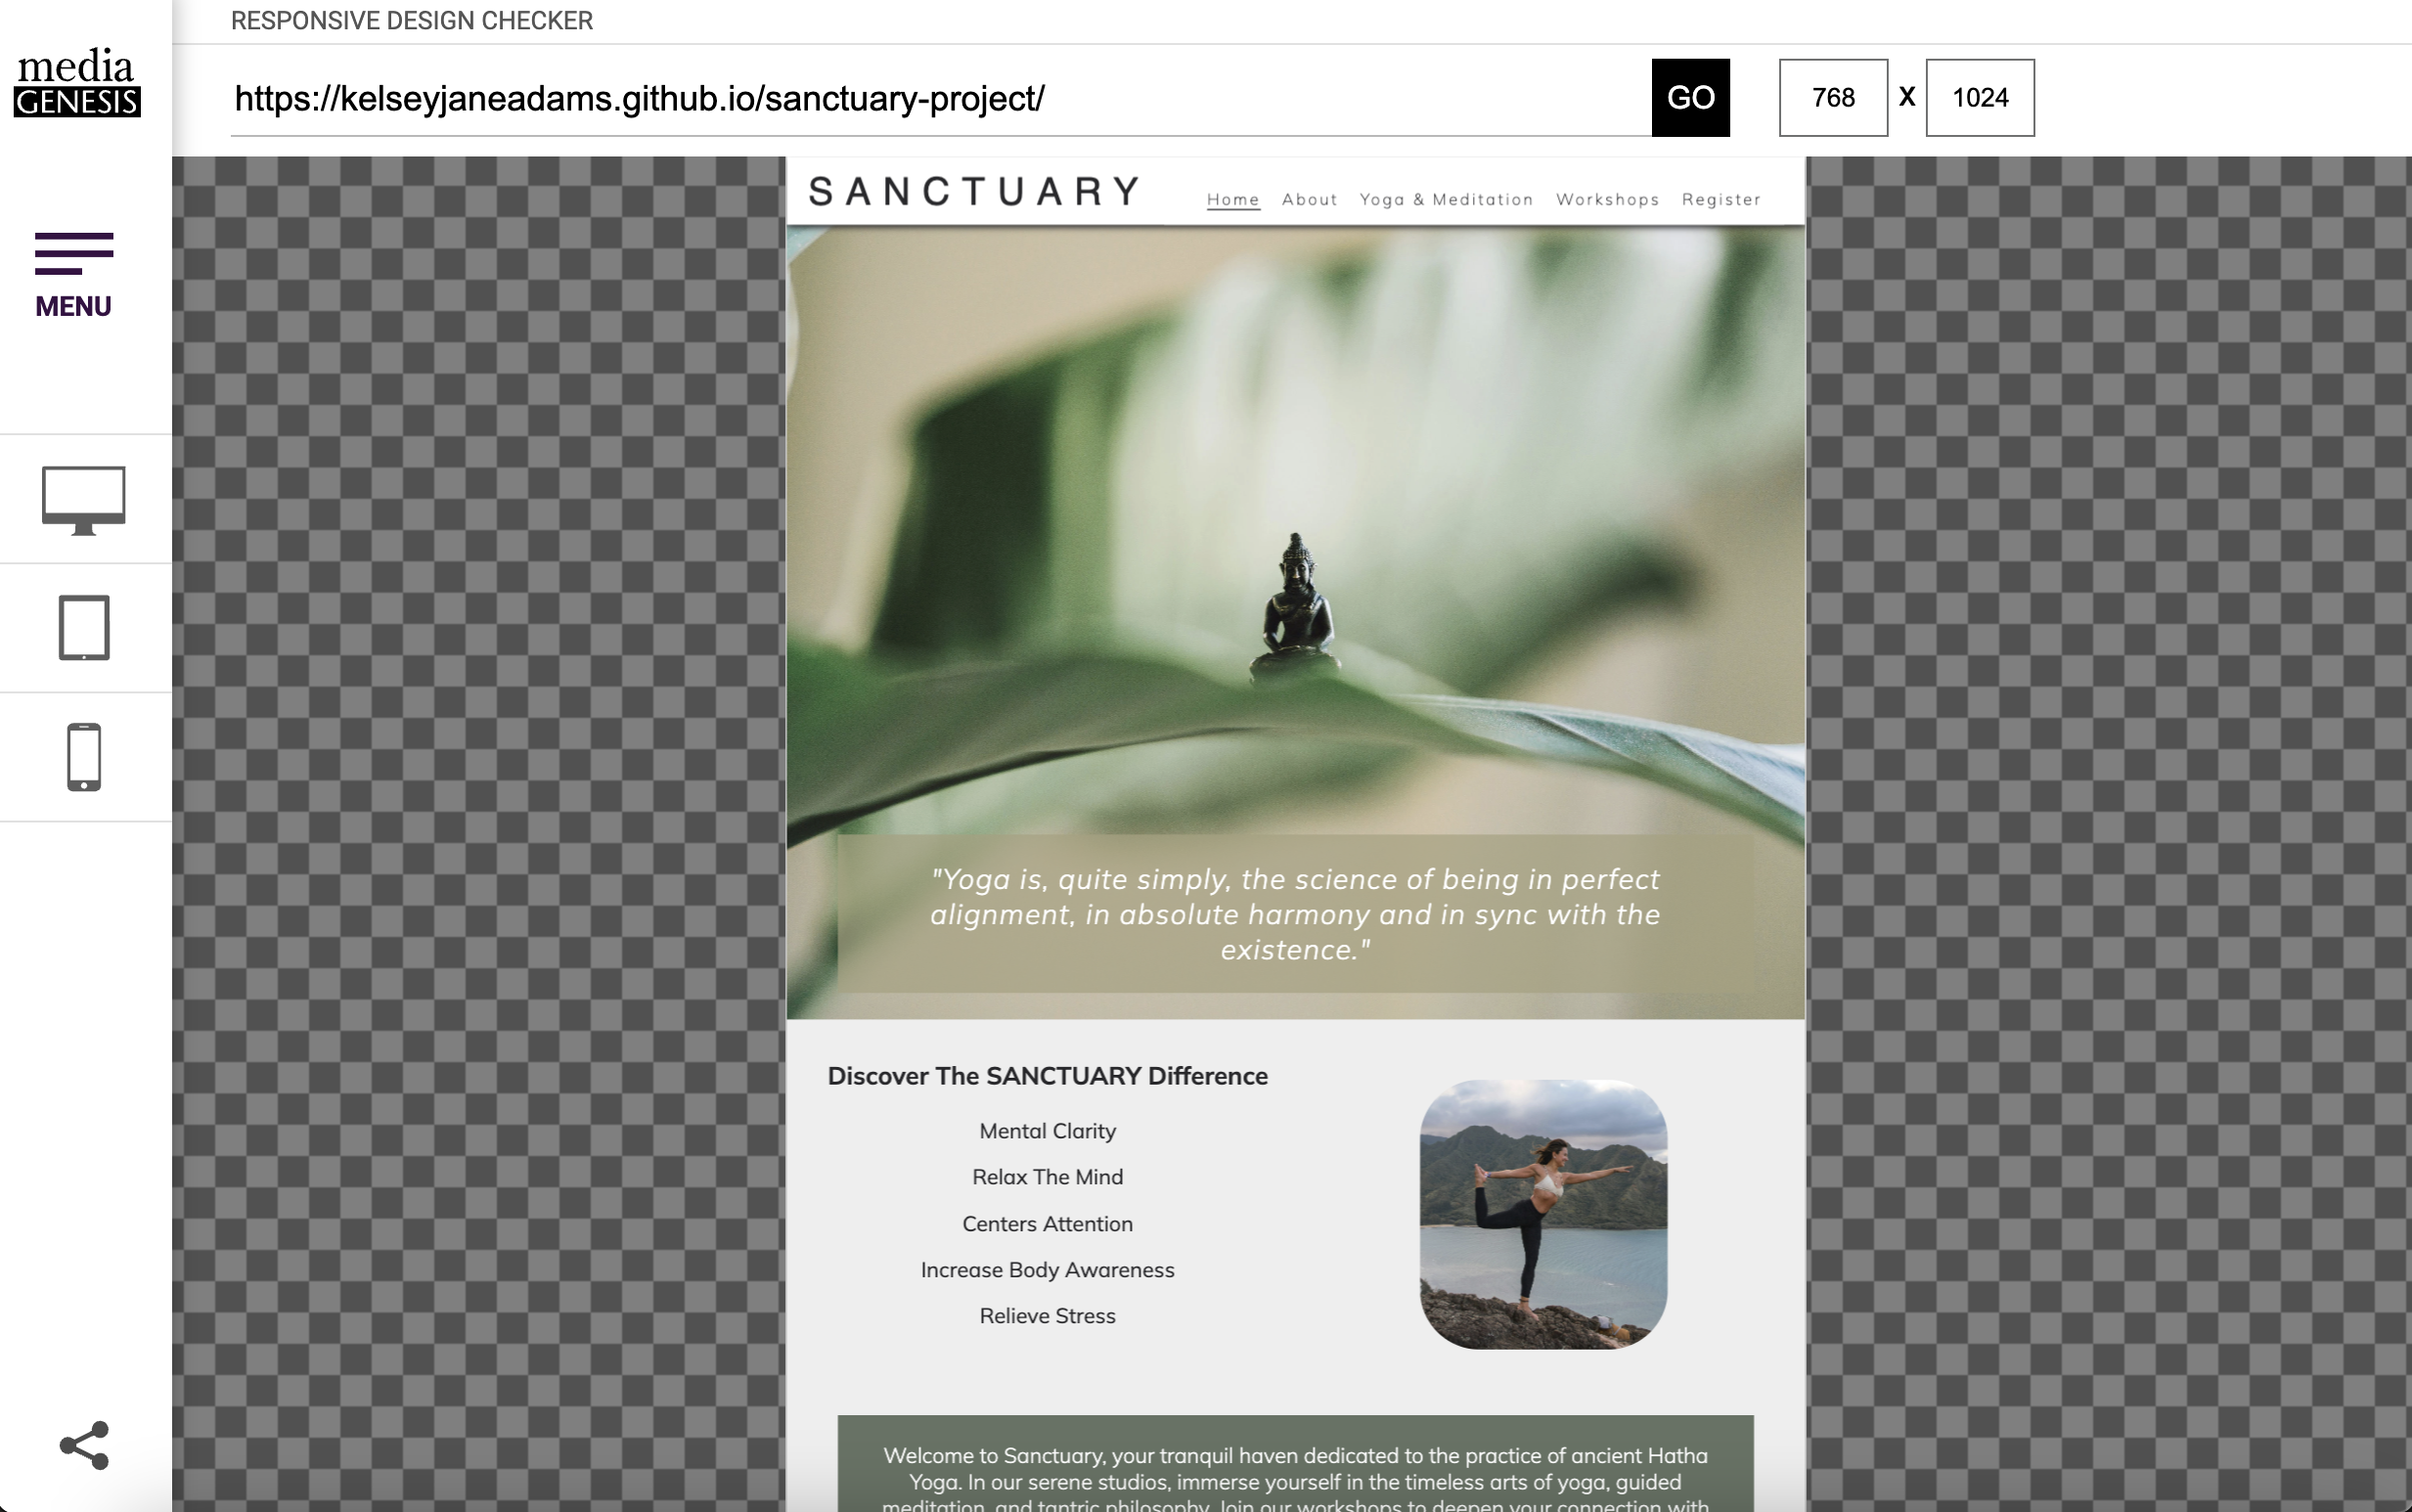 RESPONSIVE DESIGN CHECKER
media
GENESIS
https://kelseyjaneadams.github.io/sanctuary-project/
GO
768 X 1024
MENU
SANCTUARY
Home About Yoga & Meditation Workshops Register
"Yoga is, quite simply, the science of being in perfect
alignment, in absolute harmony and in sync with the
existence."
Discover The SANCTUARY Difference
Mental Clarity
Relax The Mind
Centers Attention
Increase Body Awareness
Relieve Stress
Welcome to Sanctuary, your tranquil haven dedicated to the practice of ancient Hatha
Yoga. In our serene studios, immerse yourself in the timeless arts of yoga, guided
meditation, and tantric philosophy. Join our workshops to deepen your connection with